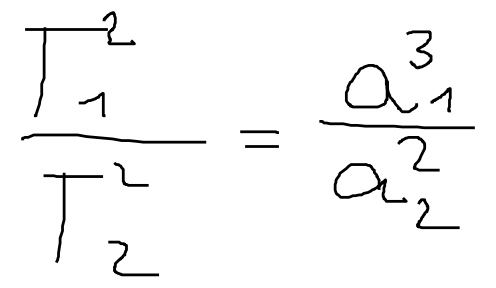 T₁² / T₂² = a₁³ / a₂²